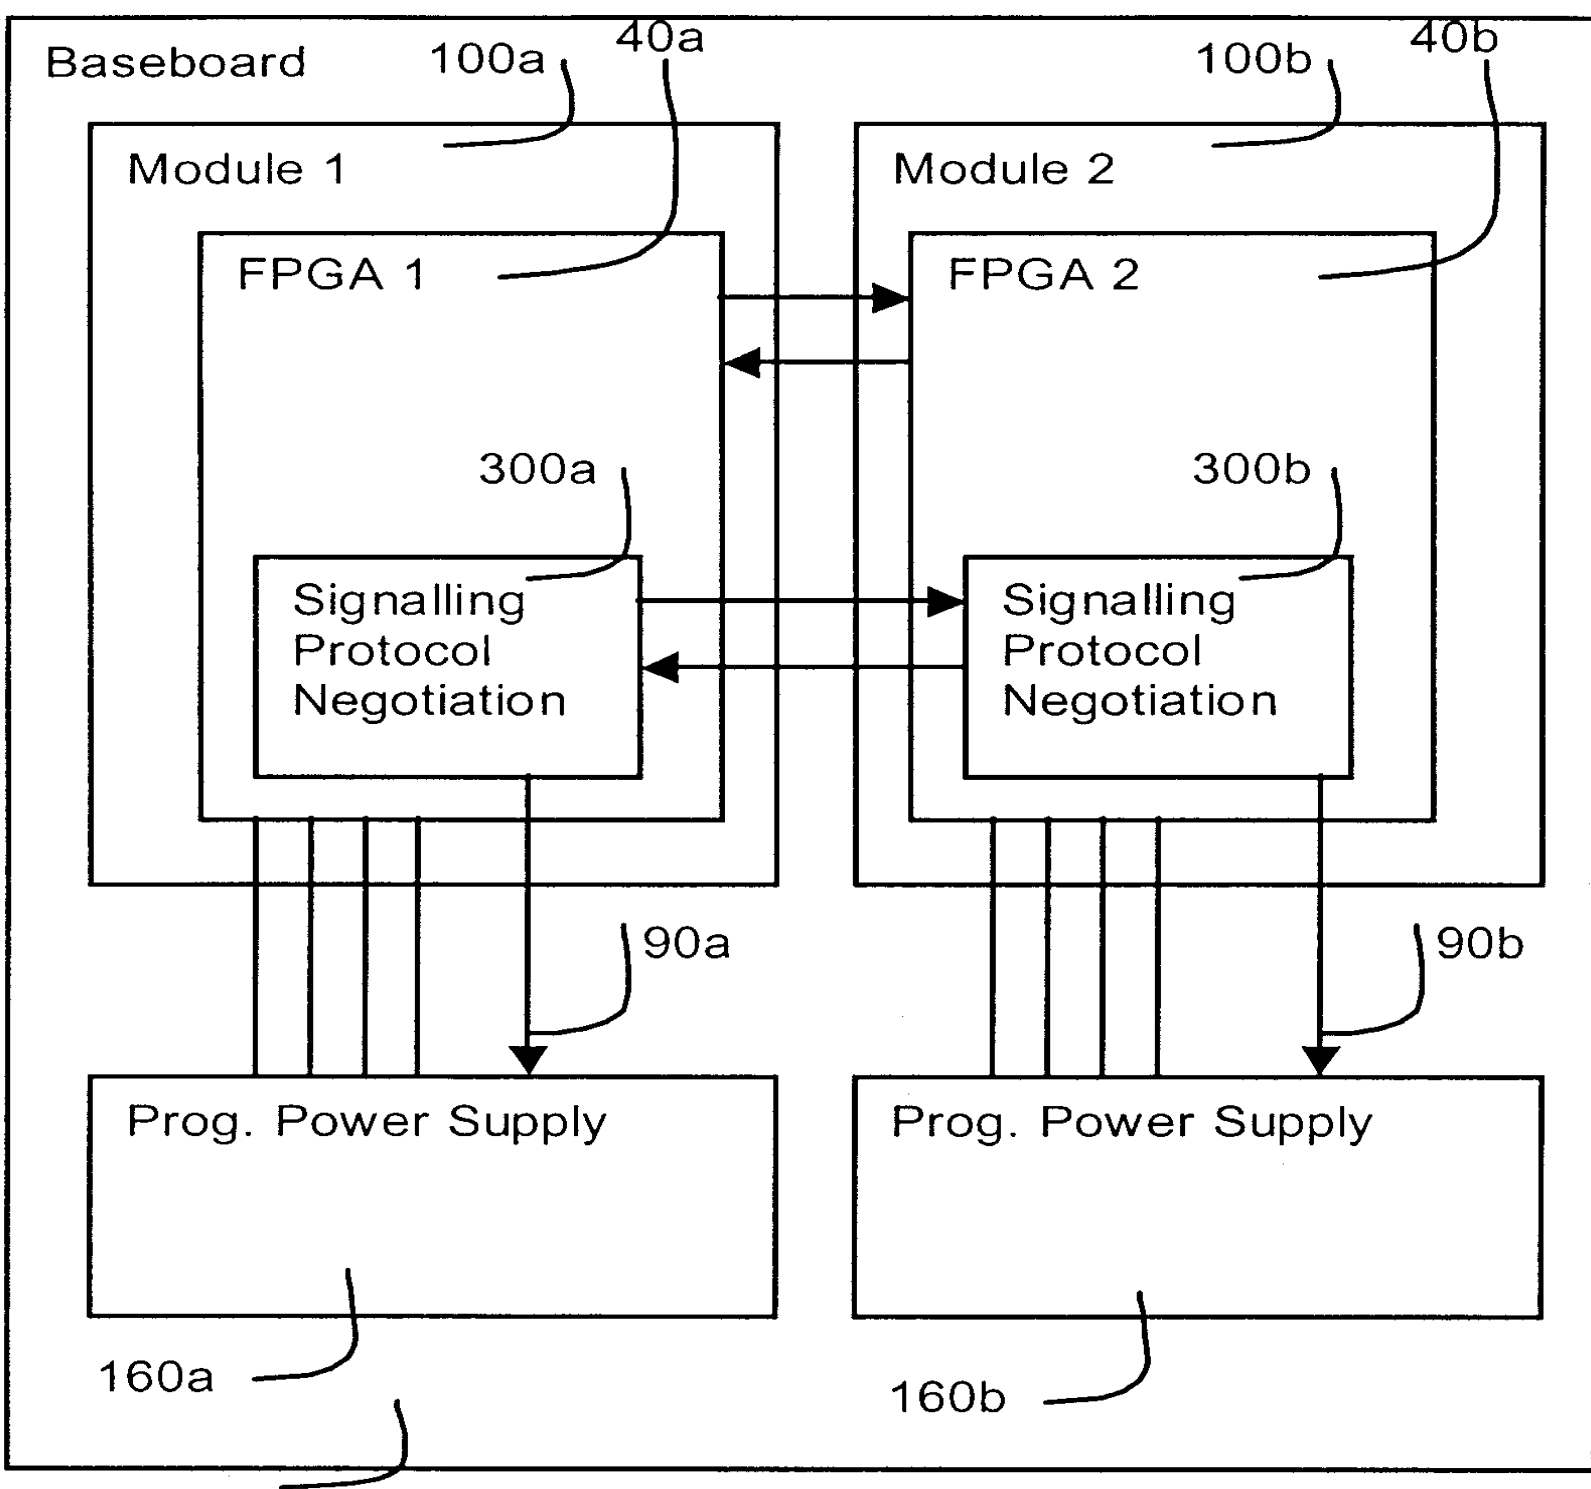 Baseboard
100a
40a
100b
40b
Module 1
Module 2
FPGA 1
FPGA 2
300a
300b
Signalling
Protocol
Negotiation
Signalling
Protocol
Negotiation
90a
90b
Prog. Power Supply
Prog. Power Supply
160a
160b